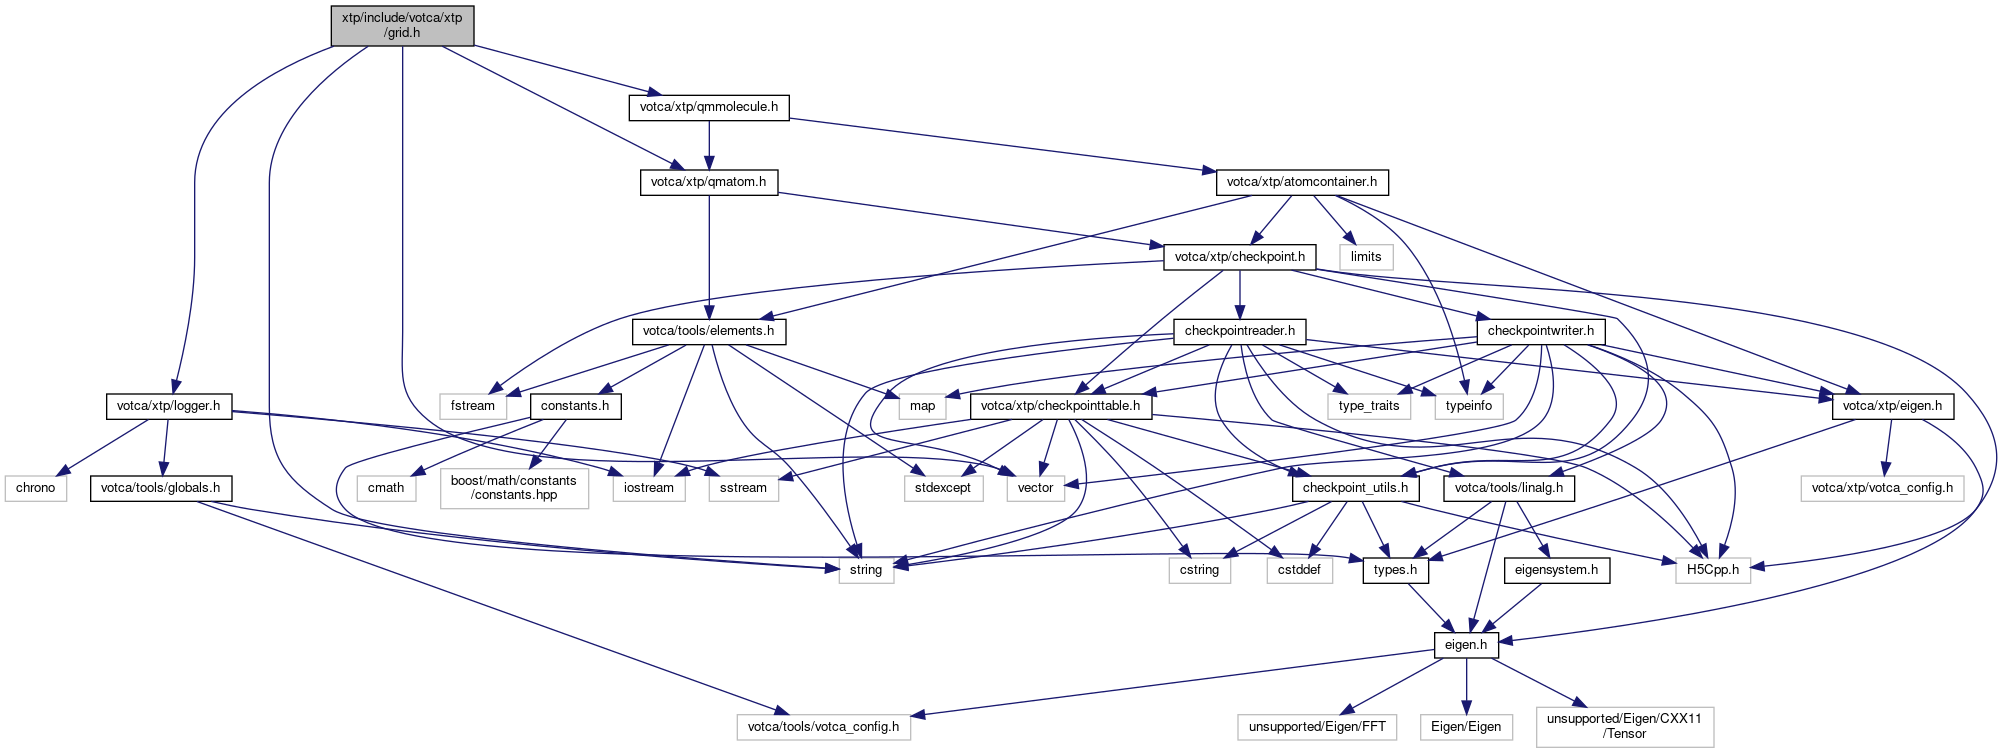 xtp/include/votca/xtp
/grid.h
votca/xtp/qmmolecule.h
votca/xtp/qmatom.h
votca/xtp/atomcontainer.h
votca/xtp/checkpoint.h
limits
votca/tools/elements.h
checkpointreader.h
checkpointwriter.h
votca/xtp/logger.h
fstream
constants.h
map
votca/xtp/checkpointtable.h
type_traits
typeinfo
votca/xtp/eigen.h
chrono
votca/tools/globals.h
cmath
boost/math/constants
/constants.hpp
iostream
sstream
stdexcept
vector
checkpoint_utils.h
votca/tools/linalg.h
votca/xtp/votca_config.h
string
cstring
cstddef
types.h
eigensystem.h
H5Cpp.h
eigen.h
votca/tools/votca_config.h
unsupported/Eigen/FFT
Eigen/Eigen
unsupported/Eigen/CXX11
/Tensor